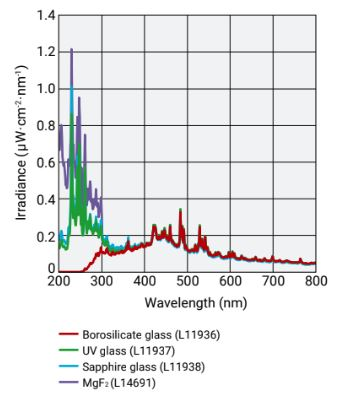 1.4
1.2
1.0
0.8
0.6
0.4
0.2
0
Irradiance (µW·cm-2·nm-1)
200 300 400 500 600 700 800
Wavelength (nm)
Borosilicate glass (L11936)
UV glass (L11937)
Sapphire glass (L11938)
MgF2 (L14691)